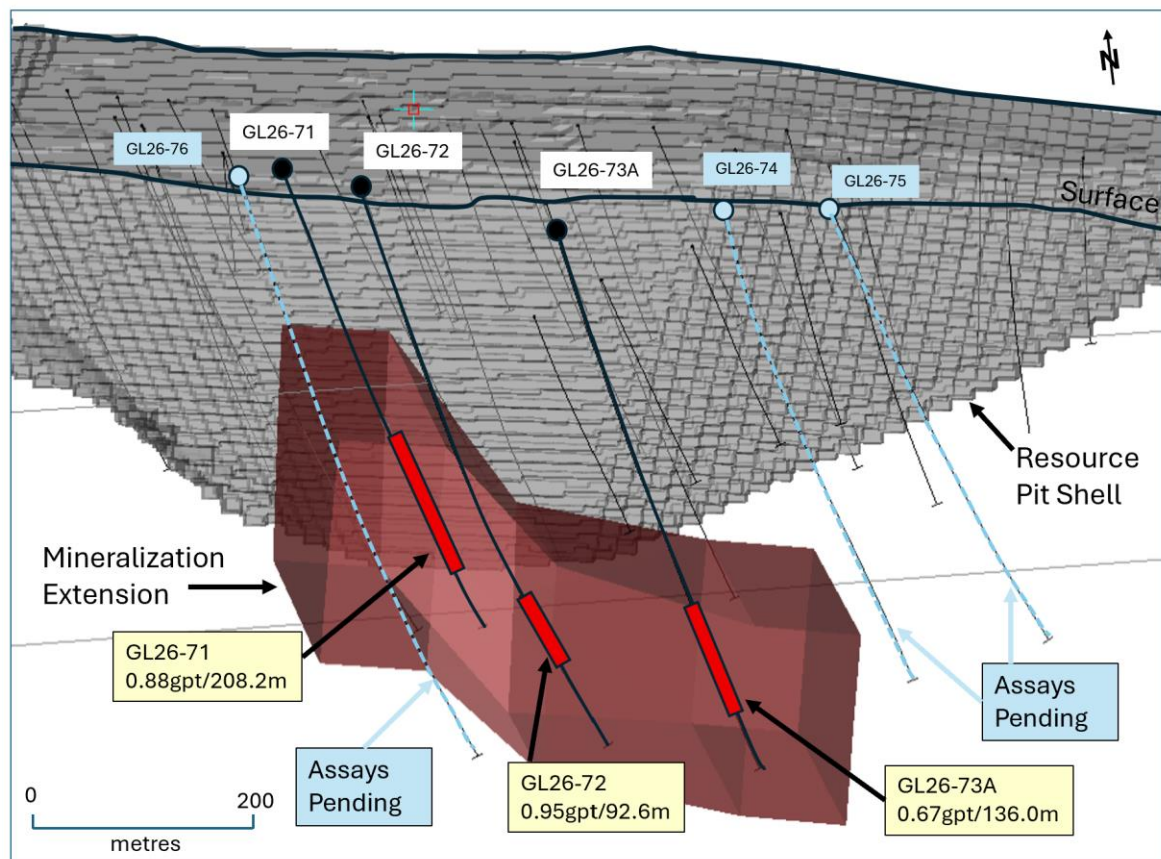 N
GL26-76
GL26-71
GL26-72
GL26-73A
GL26-74
GL26-75
Surface
Resource
Pit Shell
Mineralization
Extension
GL26-71
0.88gpt/208.2m
Assays
Pending
GL26-72
0.95gpt/92.6m
Assays
Pending
GL26-73A
0.67gpt/136.0m
0
200
metres